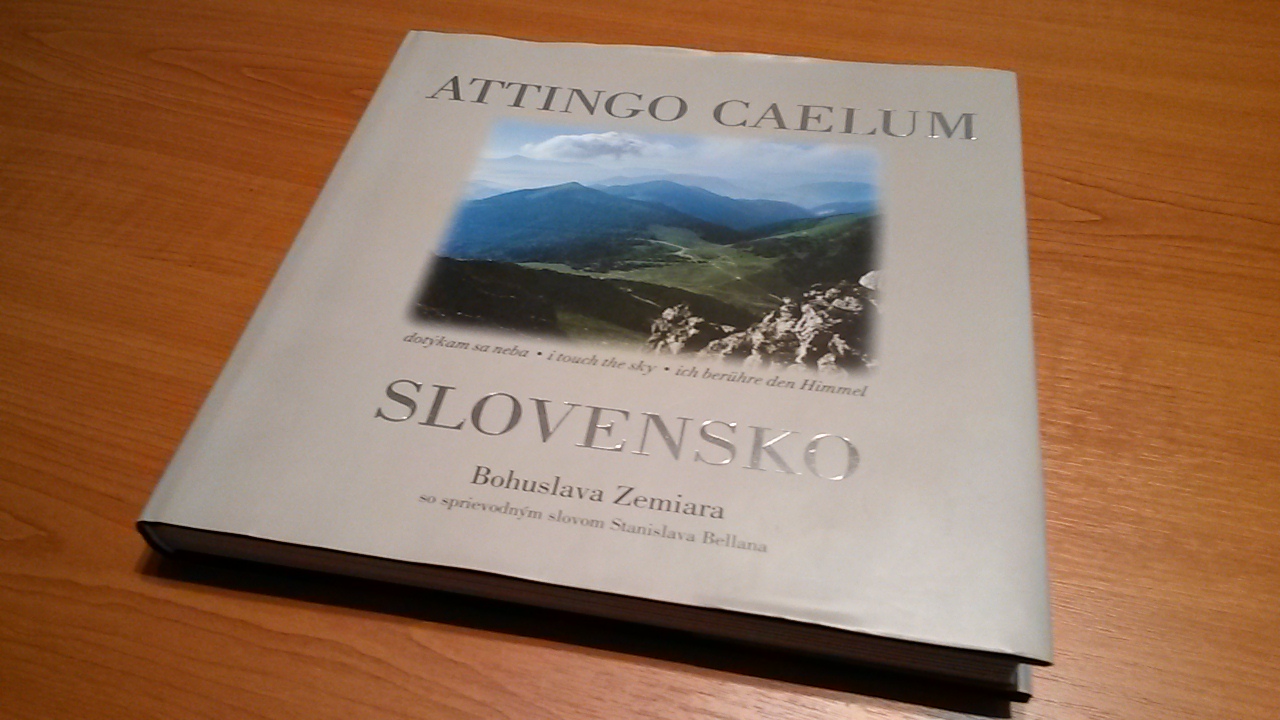 ATTINGO CAELUM
dotýkam sa neba • i touch the sky • ich berühre den Himmel
SLOVENSKO
Bohuslava Zemiara
so sprievodným slovom Stanislava Bellana